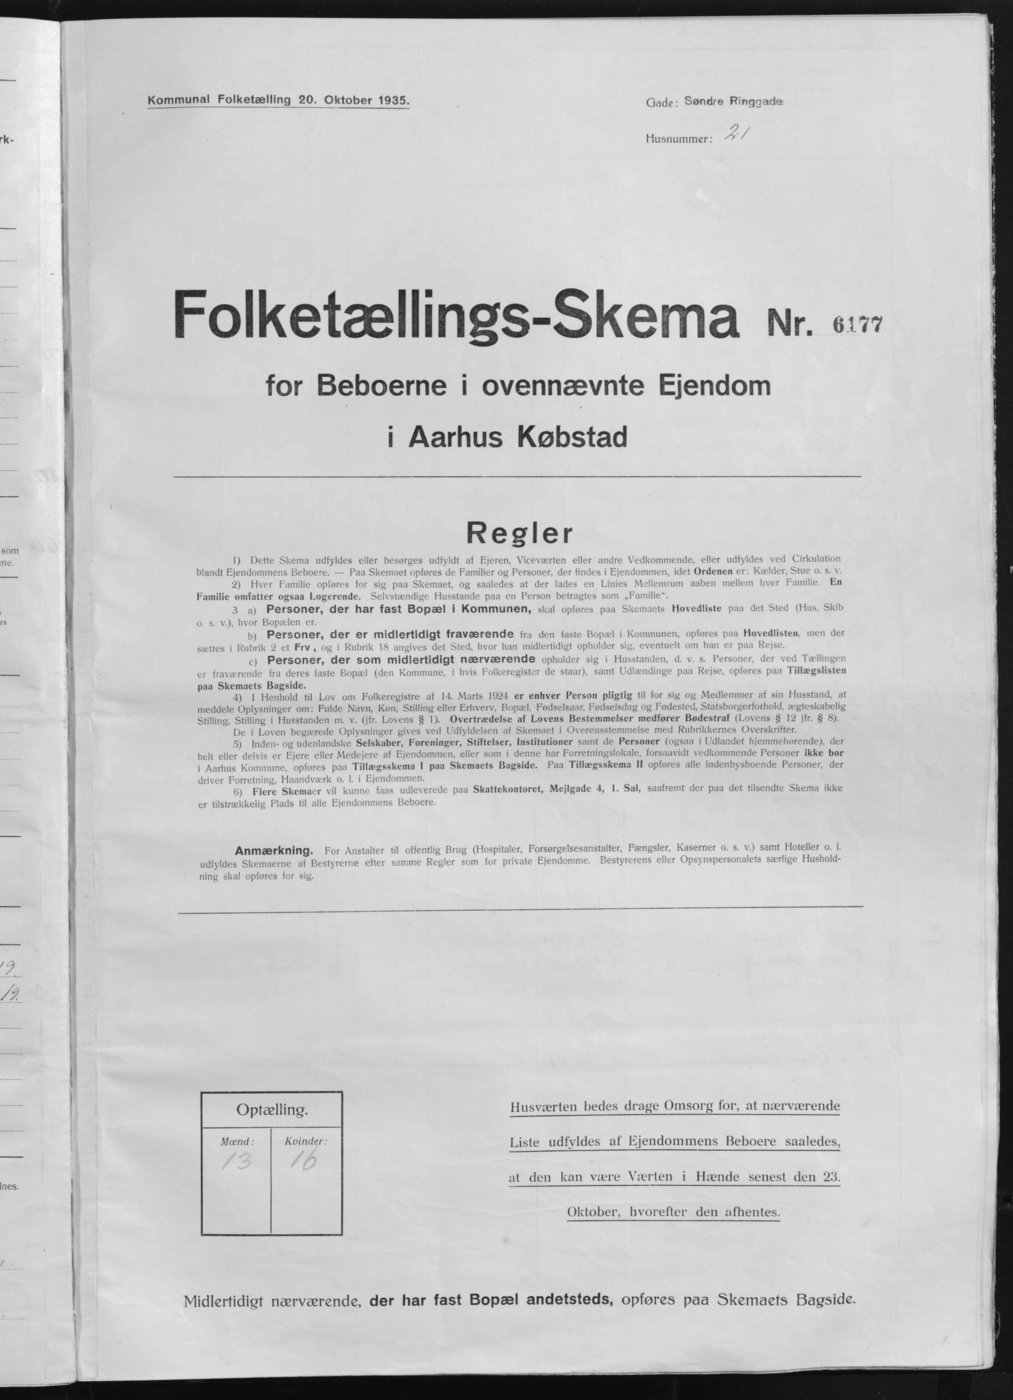 Kommunal Folketælling 20. Oktober 1935.
Gade: Søndre Ringgade
Husnummer: 21
Folketællings-Skema Nr. 6177
for Beboerne i ovennævnte Ejendom
i Aarhus Købstad
Regler
1) Dette Skema udfyldes eller besørges udfyldt af Ejeren, Viceværten eller andre Vedkommende, eller udfyldes ved Cirkulation
blandt Ejendommens Beboere. — Paa Skemaet opføres de Familier og Personer, der findes i Ejendommen, idet Ordenen er: Kælder, Stue o. s. v.
2) Hver Familie opføres for sig paa Skemaet, og saaledes at der lades en Linies Mellemrum aaben mellem hver Familie. En
Familie omfatter ogsaa Logerende. Selvstændige Husstande paa en Person betragtes som „Familie“.
3 a) Personer, der har fast Bopæl i Kommunen, skal opføres paa Skemaets Hovedliste paa det Sted (Hus, Skib
o. s. v.), hvor Bopælen er.
b) Personer, der er midlertidigt fraværende fra den faste Bopæl i Kommunen, opføres paa Hovedlisten, men der
sættes i Rubrik 2 et Frv., og i Rubrik 18 angives det Sted, hvor han midlertidigt opholder sig, eventuelt om han er paa Rejse.
c) Personer, der som midlertidigt nærværende opholder sig i Husstanden, d. v. s. Personer, der ved Tællingen
er fraværende fra deres faste Bopæl (den Kommune, i hvis Folkeregister de staar), samt Udlændinge paa Rejse, opføres paa Tillægslisten
paa Skemaets Bagside.
4) I Henhold til Lov om Folkeregistre af 14. Marts 1924 er enhver Person pligtig til for sig og Medlemmer af sin Husstand, at
meddele Oplysninger om: Fulde Navn, Køn, Stilling eller Erhverv, Bopæl, Fødselsaar, Fødselsdag og Fødested, Statsborgerforhold, ægteskabelig
Stilling, Stilling i Husstanden m. v. (jfr. Lovens § 1). Overtrædelse af Lovens Bestemmelser medfører Bødestraf (Lovens § 12 jfr. § 8).
De i Loven begærede Oplysninger gives ved Udfyldelsen af Skemaet i Overensstemmelse med Rubrikkernes Overskrifter.
5) Inden- og udenlandske Selskaber, Foreninger, Stiftelser, Institutioner samt de Personer (ogsaa i Udlandet hjemmehørende), der
helt eller delvis er Ejere eller Medejere af Ejendommen, eller som i denne har Forretningslokale, forsaavidt vedkommende Personer ikke bor
i Aarhus Kommune, opføres paa Tillægsskema I paa Skemaets Bagside. Paa Tillægsskema II opføres alle indenbysboende Personer, der
driver Forretning, Haandværk o. l. i Ejendommen.
6) Flere Skemaer vil kunne faas udleverede paa Skattekontoret, Mejlgade 4, 1. Sal, saafremt der paa det tilsendte Skema ikke
er tilstrækkelig Plads til alle Ejendommens Beboere.
Anmærkning. For Anstalter til offentlig Brug (Hospitaler, Forsørgelsesanstalter, Fængsler, Kaserner o. s. v.) samt Hoteller o. l.
udfyldes Skemaerne af Bestyrerne efter samme Regler som for private Ejendomme. Bestyrerens eller Opsynspersonalets særlige Hushold-
ning skal opføres for sig.
Optælling.
Mænd: Kvinder:
13 16
Husværten bedes drage Omsorg for, at nærværende
Liste udfyldes af Ejendommens Beboere saaledes,
at den kan være Værten i Hænde senest den 23.
Oktober, hvorefter den afhentes.
Midlertidigt nærværende, der har fast Bopæl andetsteds, opføres paa Skemaets Bagside.